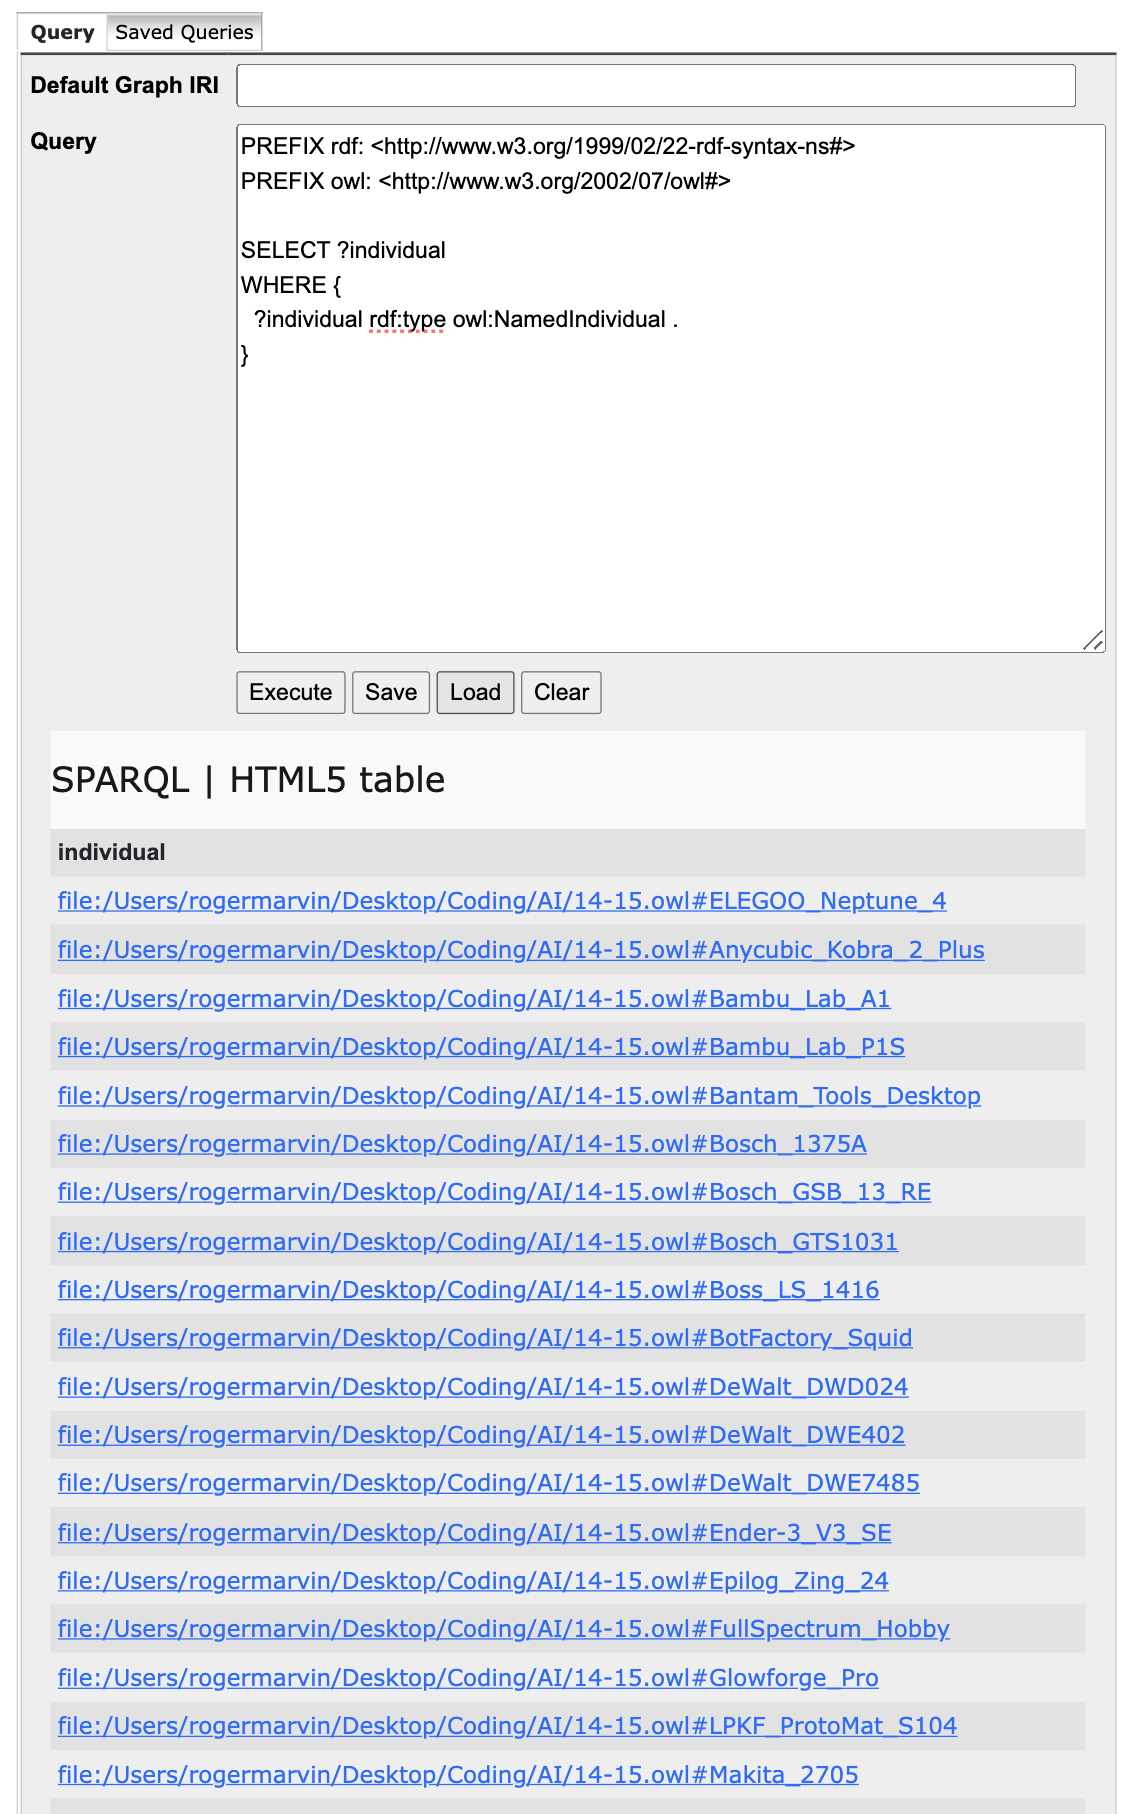 Query
Saved Queries
Default Graph IRI
Query
PREFIX rdf: <http://www.w3.org/1999/02/22-rdf-syntax-ns#>
PREFIX owl: <http://www.w3.org/2002/07/owl#>
SELECT ?individual
WHERE {
?individual rdf:type owl:NamedIndividual .
}
Execute
Save
Load
Clear
SPARQL | HTML5 table
individual
file:/Users/rogermarvin/Desktop/Coding/AI/14-15.owl#ELEGOO_Neptune_4
file:/Users/rogermarvin/Desktop/Coding/AI/14-15.owl#Anycubic_Kobra_2_Plus
file:/Users/rogermarvin/Desktop/Coding/AI/14-15.owl#Bambu_Lab_A1
file:/Users/rogermarvin/Desktop/Coding/AI/14-15.owl#Bambu_Lab_P1S
file:/Users/rogermarvin/Desktop/Coding/AI/14-15.owl#Bantam_Tools_Desktop
file:/Users/rogermarvin/Desktop/Coding/AI/14-15.owl#Bosch_1375A
file:/Users/rogermarvin/Desktop/Coding/AI/14-15.owl#Bosch_GSB_13_RE
file:/Users/rogermarvin/Desktop/Coding/AI/14-15.owl#Bosch_GTS1031
file:/Users/rogermarvin/Desktop/Coding/AI/14-15.owl#Boss_LS_1416
file:/Users/rogermarvin/Desktop/Coding/AI/14-15.owl#BotFactory_Squid
file:/Users/rogermarvin/Desktop/Coding/AI/14-15.owl#DeWalt_DWD024
file:/Users/rogermarvin/Desktop/Coding/AI/14-15.owl#DeWalt_DWE402
file:/Users/rogermarvin/Desktop/Coding/AI/14-15.owl#DeWalt_DWE7485
file:/Users/rogermarvin/Desktop/Coding/AI/14-15.owl#Ender-3_V3_SE
file:/Users/rogermarvin/Desktop/Coding/AI/14-15.owl#Epilog_Zing_24
file:/Users/rogermarvin/Desktop/Coding/AI/14-15.owl#FullSpectrum_Hobby
file:/Users/rogermarvin/Desktop/Coding/AI/14-15.owl#Glowforge_Pro
file:/Users/rogermarvin/Desktop/Coding/AI/14-15.owl#LPKF_ProtoMat_S104
file:/Users/rogermarvin/Desktop/Coding/AI/14-15.owl#Makita_2705